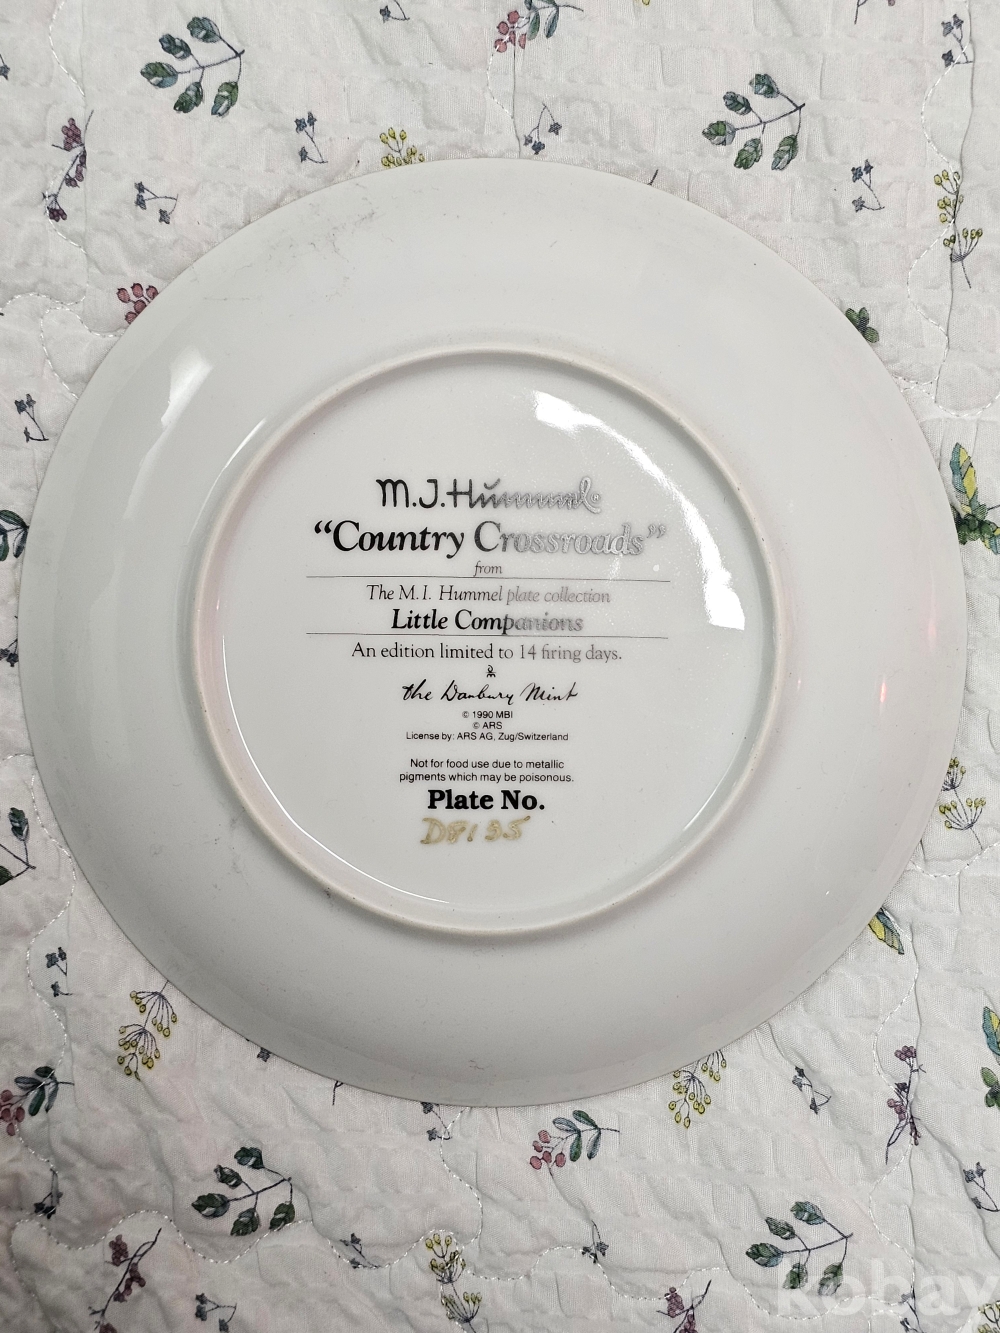 M.J.Hummel
“Country Crossroads”
from
The M.I. Hummel plate collection
Little Companions
An edition limited to 14 firing days.
the Danbury Mint
© 1990 MBI
© ARS
License by: ARS AG, Zug/Switzerland
Not for food use due to metallic
pigments which may be poisonous.
Plate No.
kobay